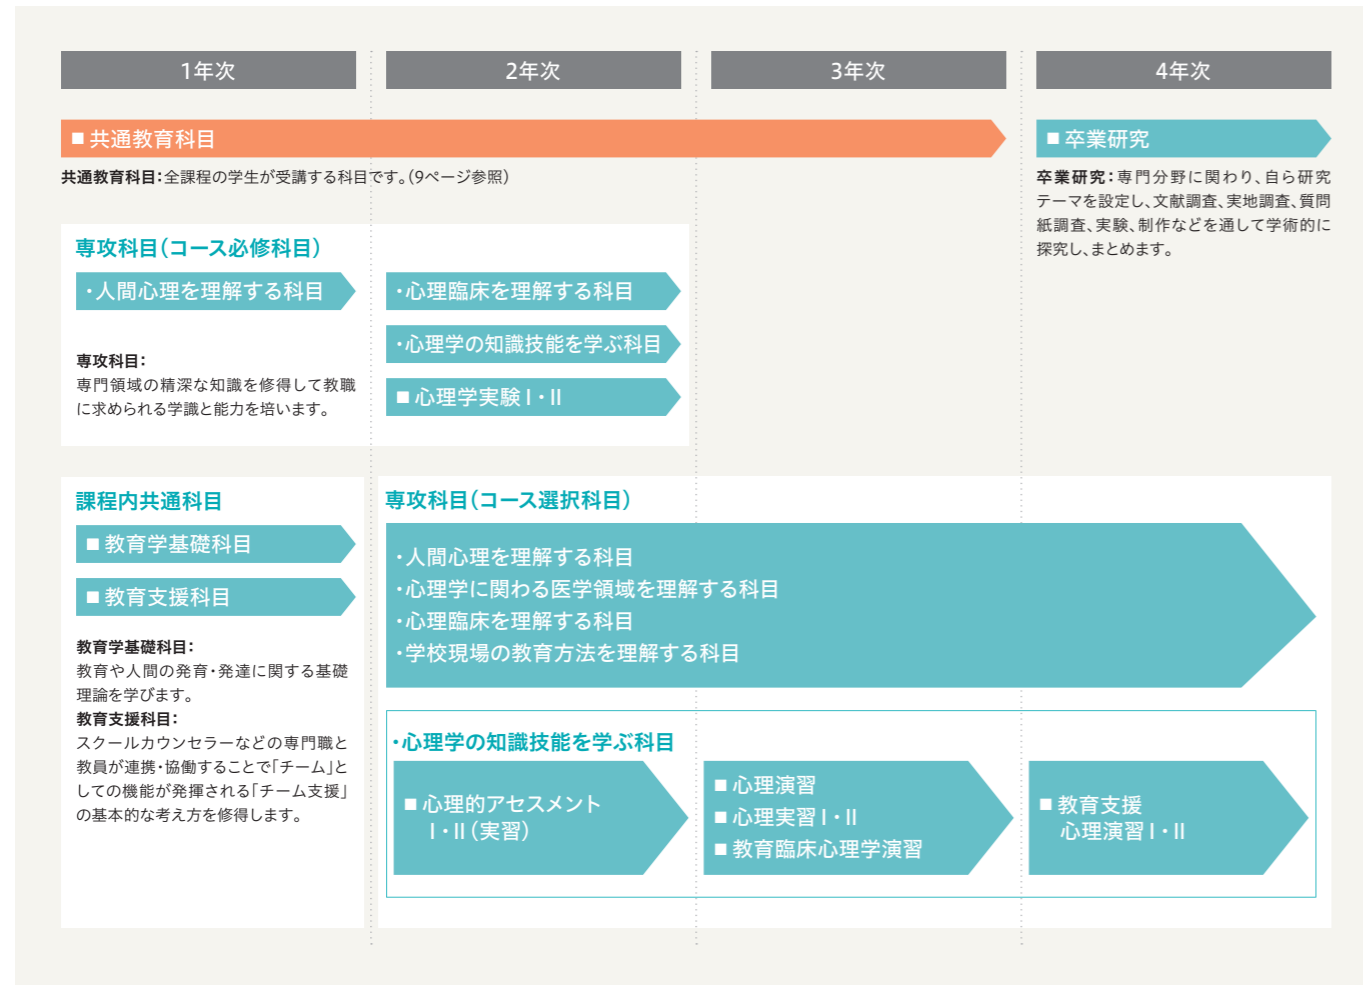 1年次
2年次
3年次
4年次
■ 共通教育科目
共通教育科目:全課程の学生が受講する科目です。(9ページ参照)
■ 卒業研究
卒業研究:専門分野に関わり、自ら研究
テーマを設定し、文献調査、実地調査、質問
紙調査、実験、制作などを通して学術的に
探究し、まとめます。
専攻科目(コース必修科目)
・人間心理を理解する科目
専攻科目:
専門領域の精深な知識を修得して教職
に求められる学識と能力を培います。
・心理臨床を理解する科目
・心理学の知識技能を学ぶ科目
■ 心理学実験 I・II
課程内共通科目
■ 教育学基礎科目
■ 教育支援科目
教育学基礎科目:
教育や人間の発育・発達に関する基礎
理論を学びます。
教育支援科目:
スクールカウンセラーなどの専門職と
教員が連携・協働することで「チーム」と
しての機能が発揮される「チーム支援」
の基本的な考え方を修得します。
専攻科目(コース選択科目)
・人間心理を理解する科目
・心理学に関わる医学領域を理解する科目
・心理臨床を理解する科目
・学校現場の教育方法を理解する科目
・心理学の知識技能を学ぶ科目
■ 心理的アセスメント
I・II(実習)
■ 心理演習
■ 心理実習 I・II
■ 教育臨床心理学演習
■ 教育支援
心理演習 I・II